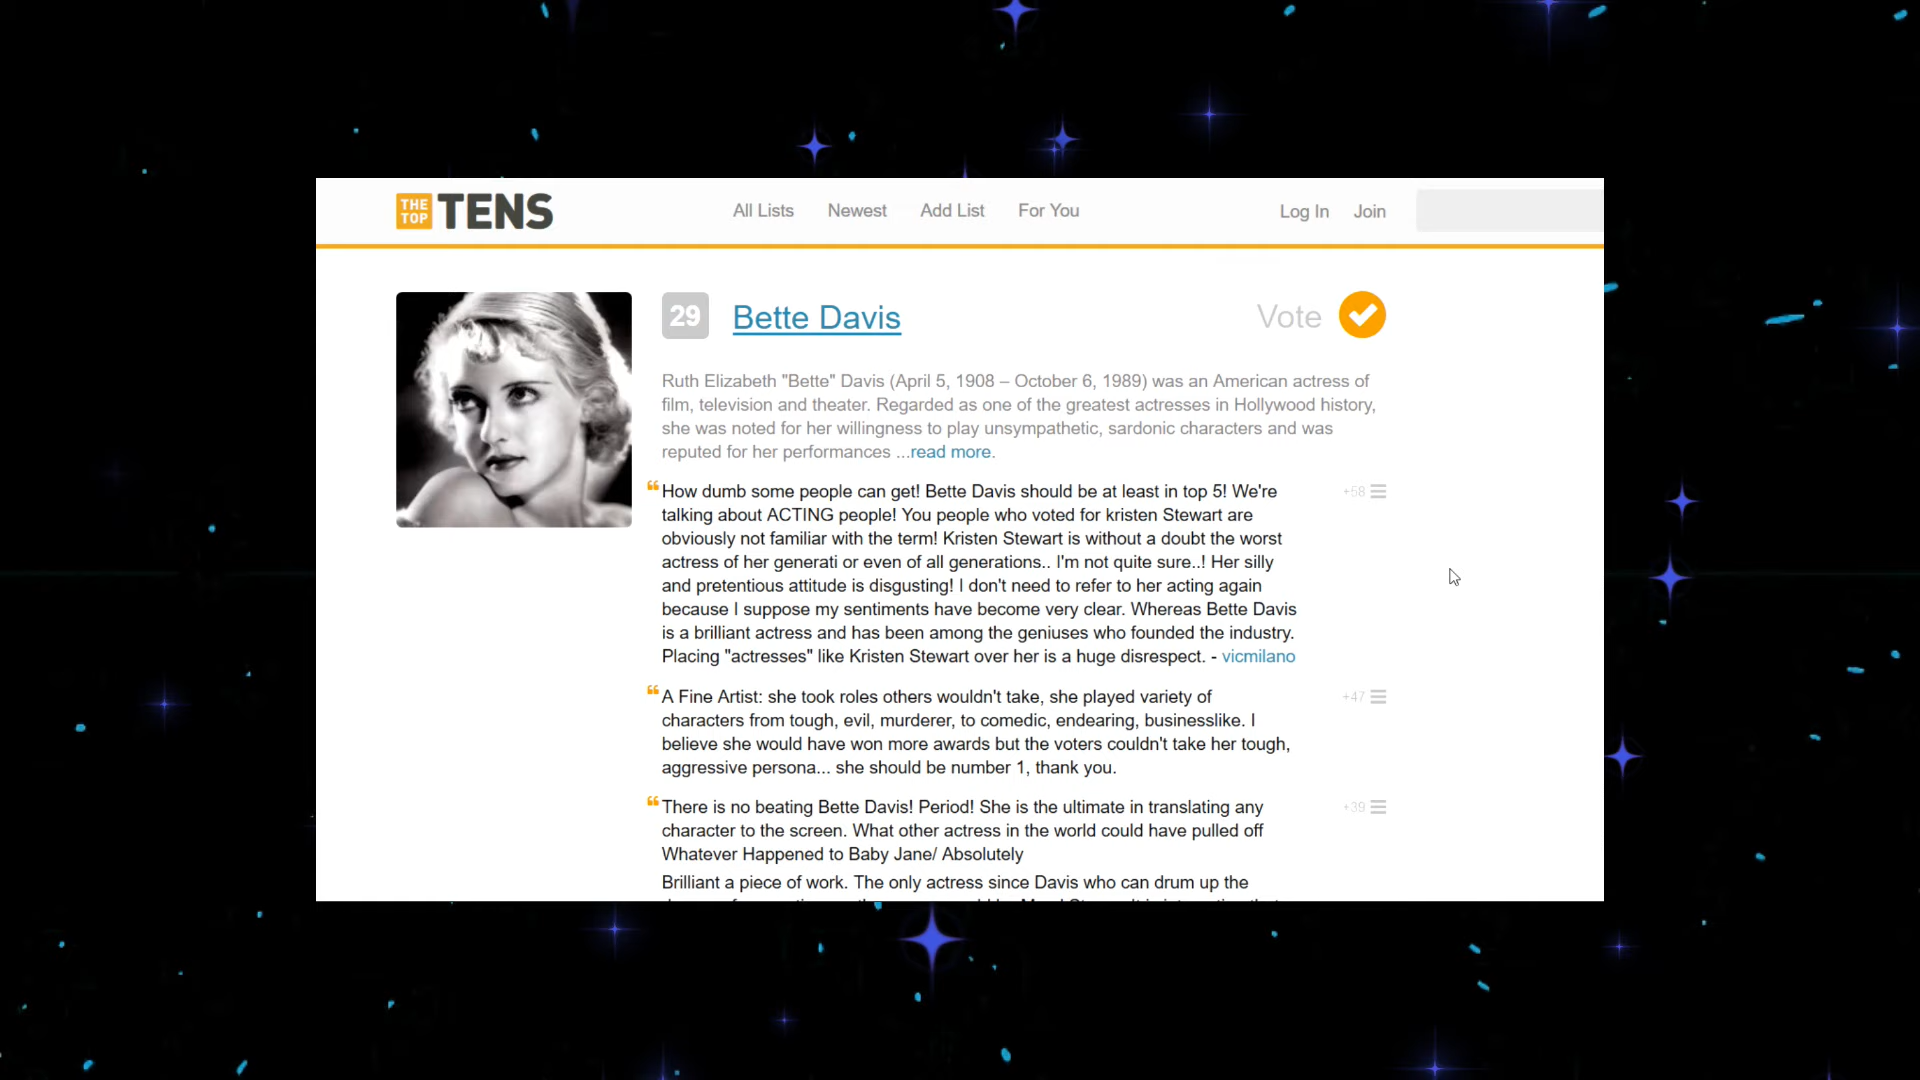 THE TOP TENS
All Lists Newest Add List For You Log In Join
29 Bette Davis Vote
Ruth Elizabeth "Bette" Davis (April 5, 1908 – October 6, 1989) was an American actress of
film, television and theater. Regarded as one of the greatest actresses in Hollywood history,
she was noted for her willingness to play unsympathetic, sardonic characters and was
reputed for her performances ...read more.
“How dumb some people can get! Bette Davis should be at least in top 5! We're +58
talking about ACTING people! You people who voted for kristen Stewart are
obviously not familiar with the term! Kristen Stewart is without a doubt the worst
actress of her generati or even of all generations.. I'm not quite sure..! Her silly
and pretentious attitude is disgusting! I don't need to refer to her acting again
because I suppose my sentiments have become very clear. Whereas Bette Davis
is a brilliant actress and has been among the geniuses who founded the industry.
Placing "actresses" like Kristen Stewart over her is a huge disrespect. - vicmilano
“A Fine Artist: she took roles others wouldn't take, she played variety of +47
characters from tough, evil, murderer, to comedic, endearing, businesslike. I
believe she would have won more awards but the voters couldn't take her tough,
aggressive persona... she should be number 1, thank you.
“There is no beating Bette Davis! Period! She is the ultimate in translating any +39
character to the screen. What other actress in the world could have pulled off
Whatever Happened to Baby Jane/ Absolutely
Brilliant a piece of work. The only actress since Davis who can drum up the